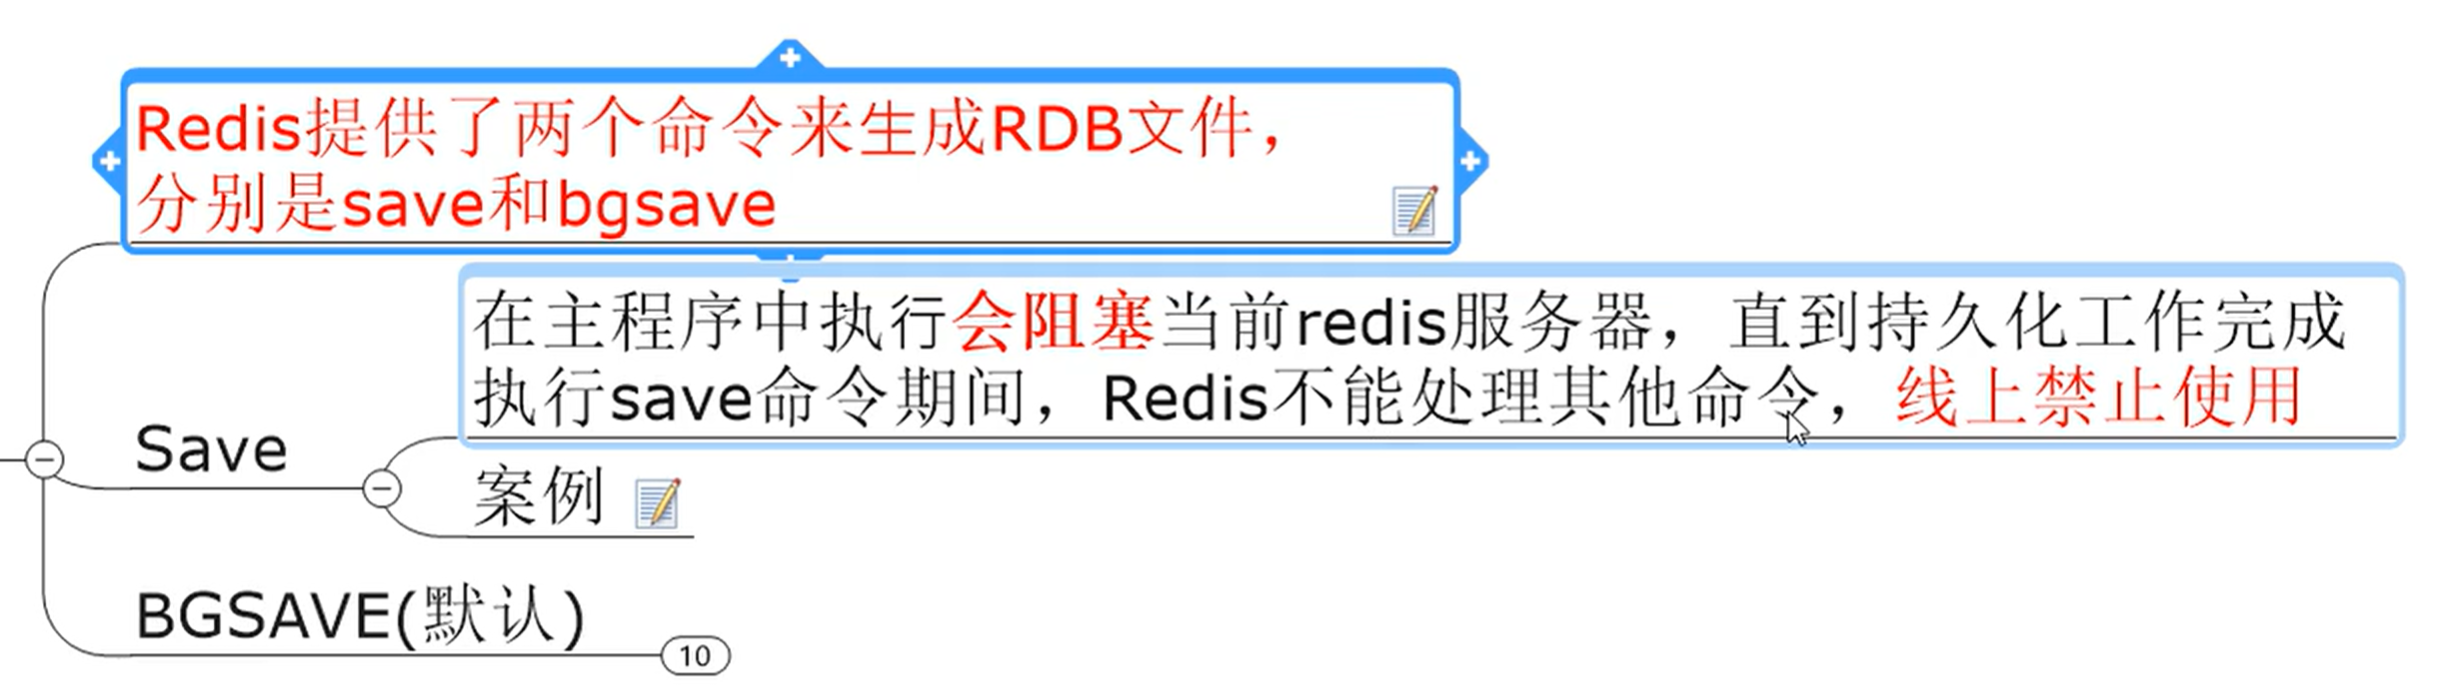 Redis提供了两个命令来生成RDB文件，
分别是save和bgsave
在主程序中执行会阻塞当前redis服务器，直到持久化工作完成
执行save命令期间，Redis不能处理其他命令，线上禁止使用
Save
案例
BGSAVE(默认)
10